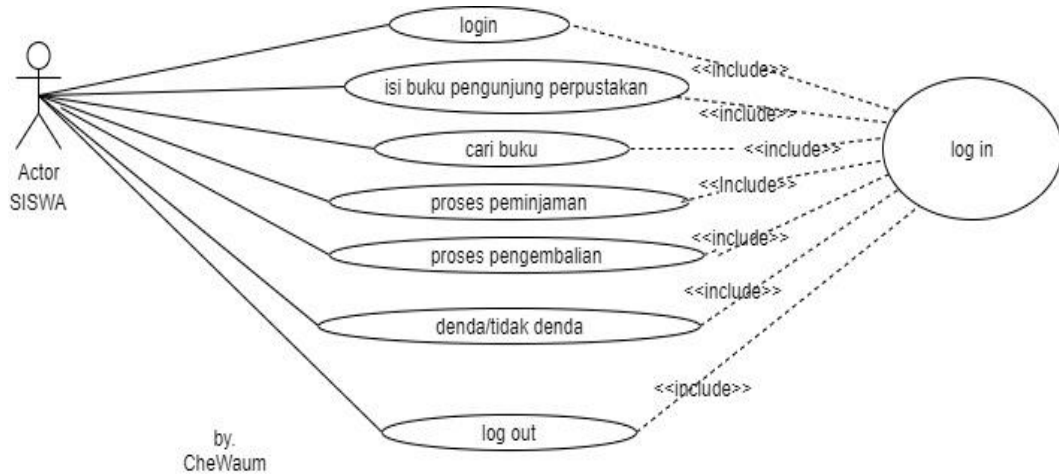 login
<<include>>
isi buku pengunjung perpustakan
<<include>>
cari buku
<<include>>
log in
Actor
SISWA
<<Include>>
proses peminjaman
<<include>>
proses pengembalian
<<include>>
denda/tidak denda
<<include>>
log out
by.
CheWaum